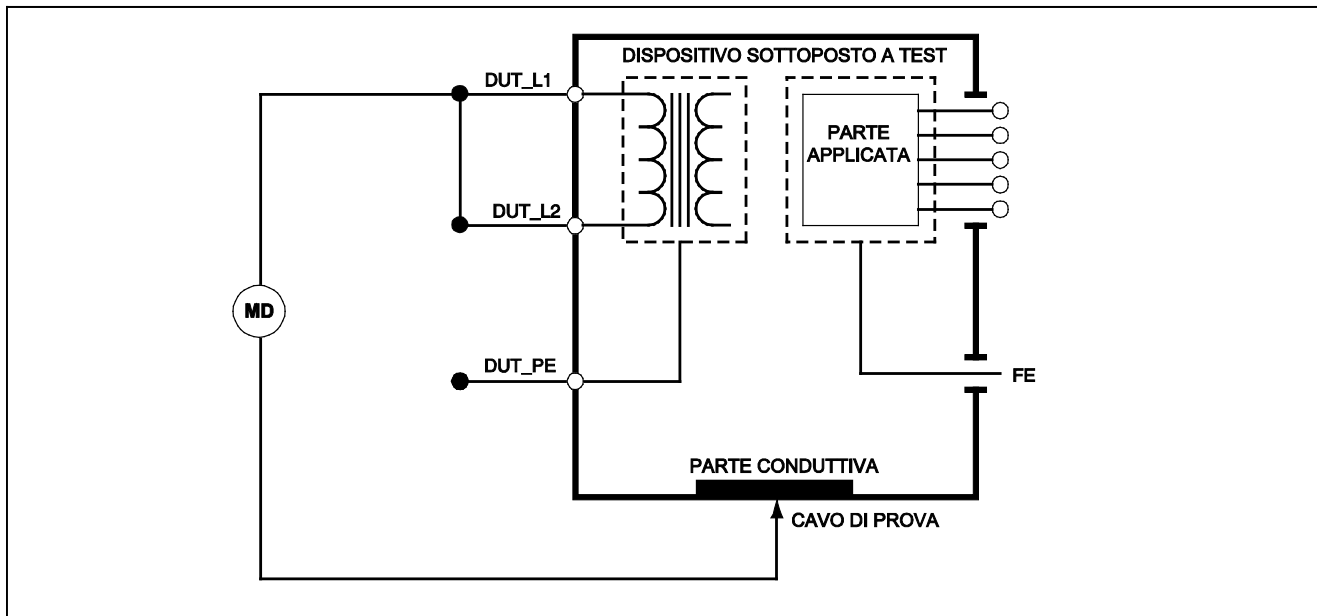 DISPOSITIVO SOTTOPOSTO A TEST
DUT_L1
PARTE
APPLICATA
DUT_L2
MD
DUT_PE
FE
PARTE CONDUTTIVA
CAVO DI PROVA